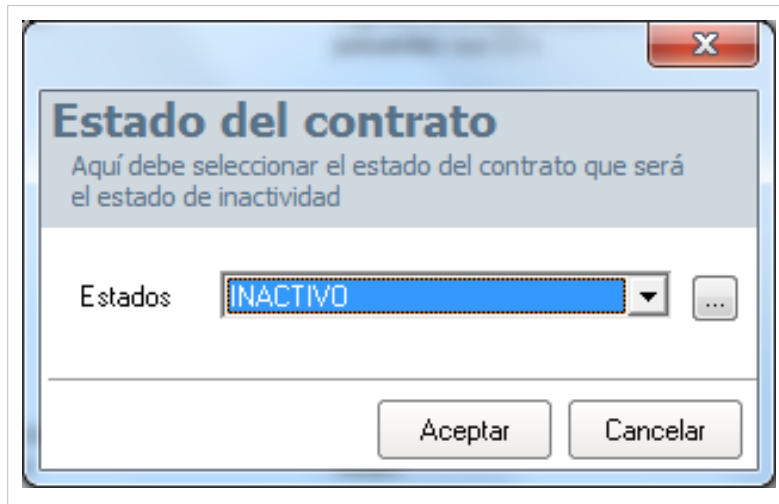 Estado del contrato
Aquí debe seleccionar el estado del contrato que será
el estado de inactividad
Estados INACTIVO ...
Aceptar Cancelar